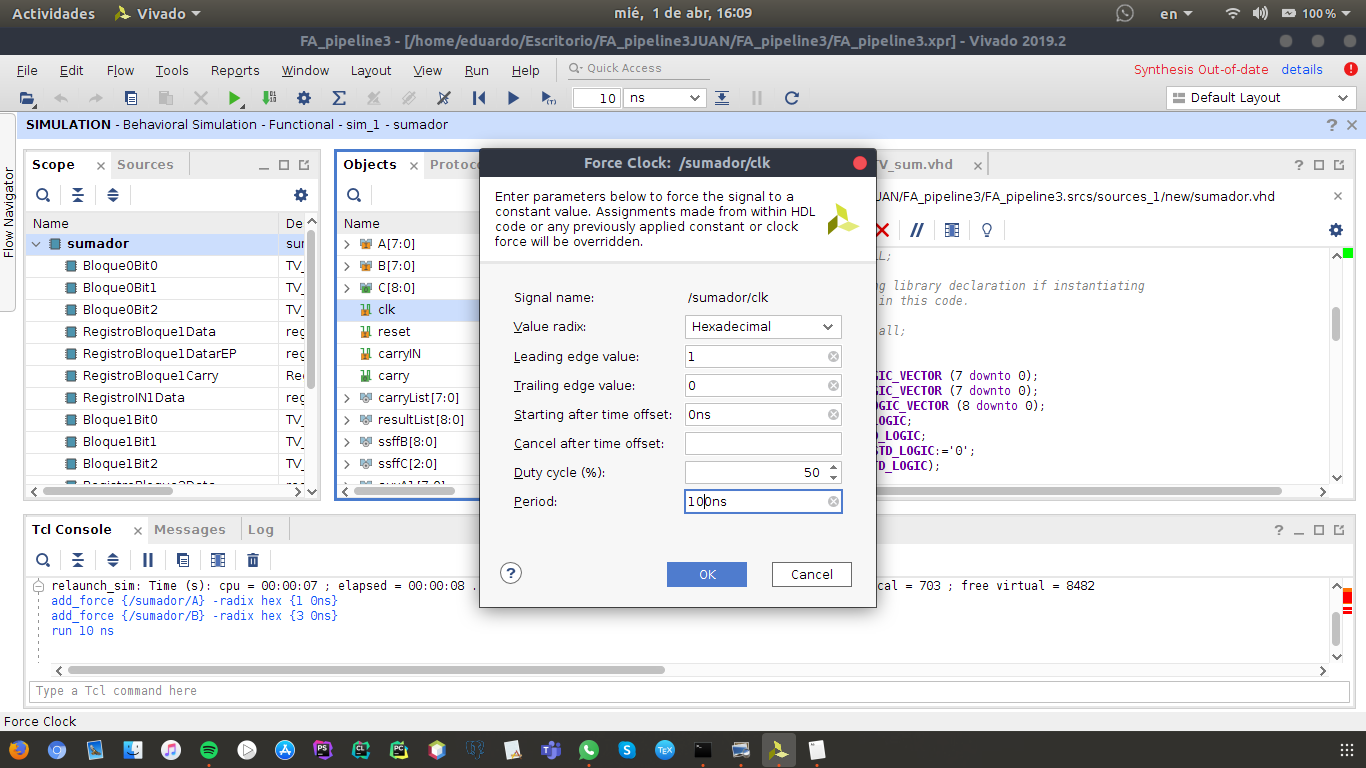 Actividades Vivado mié, 1 de abr, 16:09 en 100 %
FA_pipeline3 - [/home/eduardo/Escritorio/FA_pipeline3JUAN/FA_pipeline3/FA_pipeline3.xpr] - Vivado 2019.2
File Edit Flow Tools Reports Window Layout View Run Help Quick Access Synthesis Out-of-date details
10 ns Default Layout
SIMULATION - Behavioral Simulation - Functional - sim_1 - sumador
Flow Navigator
Scope Sources
Name De
sumador sur
Bloque0Bit0 TV_
Bloque0Bit1 TV_
Bloque0Bit2 TV_
RegistroBloque1Data reg
RegistroBloque1DatarEP reg
RegistroBloque1Carry Re
RegistroIN1Data reg
Bloque1Bit0 TV_
Bloque1Bit1 TV_
Bloque1Bit2 TV_
Objects Protoc
Name
A[7:0]
B[7:0]
C[8:0]
clk
reset
carryIN
carry
carryList[7:0]
resultList[8:0]
ssffB[8:0]
ssffC[2:0]
Force Clock: /sumador/clk
Enter parameters below to force the signal to a
constant value. Assignments made from within HDL
code or any previously applied constant or clock
force will be overridden.
Signal name: /sumador/clk
Value radix: Hexadecimal
Leading edge value: 1
Trailing edge value: 0
Starting after time offset: 0ns
Cancel after time offset:
Duty cycle (%): 50
Period: 100ns
? OK Cancel
TV_sum.vhd
JAN/FA_pipeline3/FA_pipeline3.srcs/sources_1/new/sumador.vhd
LL;
ng library declaration if instantiating
in this code.
all;
GIC_VECTOR (7 downto 0);
GIC_VECTOR (7 downto 0);
OGIC_VECTOR (8 downto 0);
LOGIC;
D_LOGIC;
STD_LOGIC:='0';
TD_LOGIC);
Tcl Console Messages Log
relaunch_sim: Time (s): cpu = 00:00:07 ; elapsed = 00:00:08 . cal = 703 ; free virtual = 8482
add_force {/sumador/A} -radix hex {1 0ns}
add_force {/sumador/B} -radix hex {3 0ns}
run 10 ns
Type a Tcl command here
Force Clock